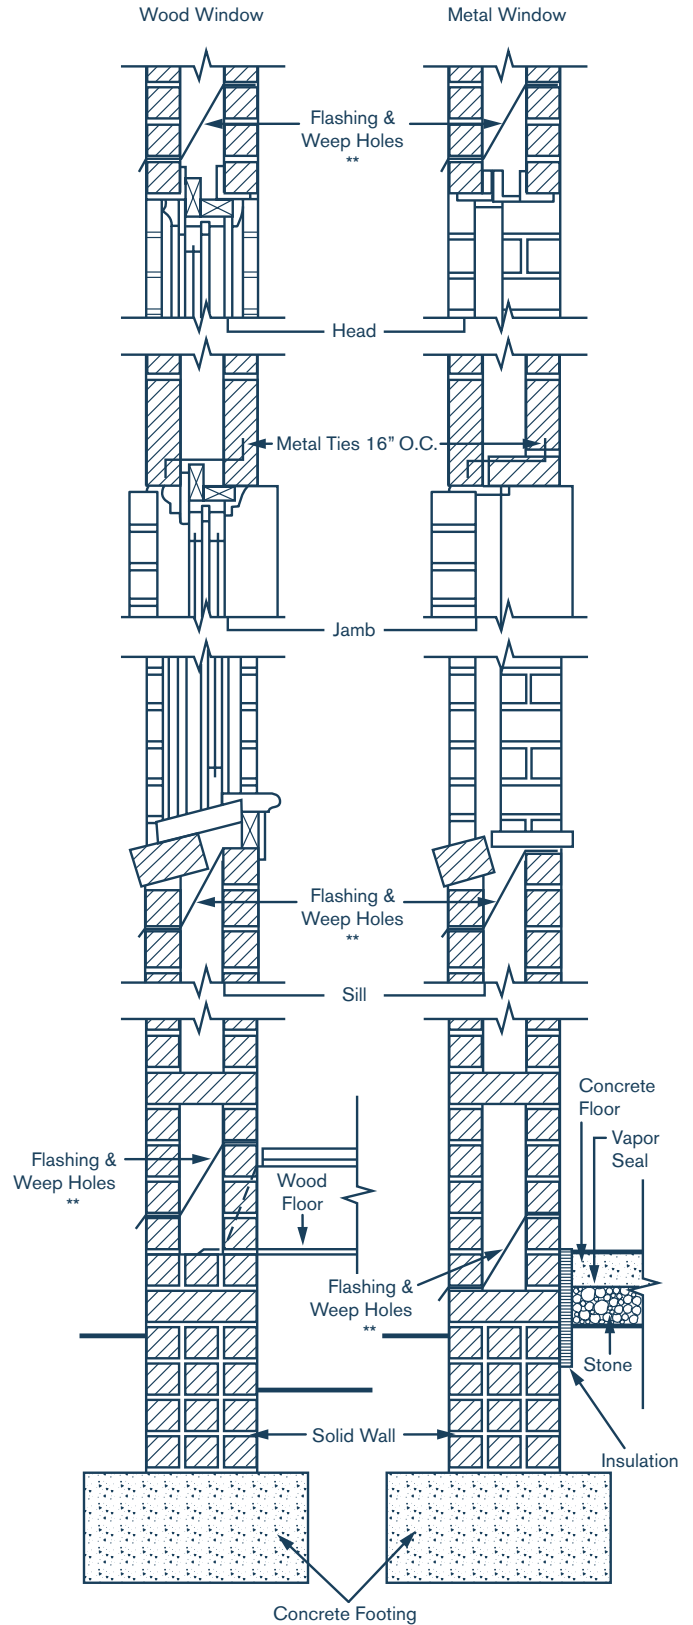 Wood Window
Metal Window
Flashing &
Weep Holes
**
Head
Metal Ties 16” O.C.
Jamb
Flashing &
Weep Holes
**
Sill
Concrete
Floor
Vapor
Seal
Flashing &
Weep Holes
**
Wood
Floor
Flashing &
Weep Holes
**
Stone
Solid Wall
Insulation
Concrete Footing